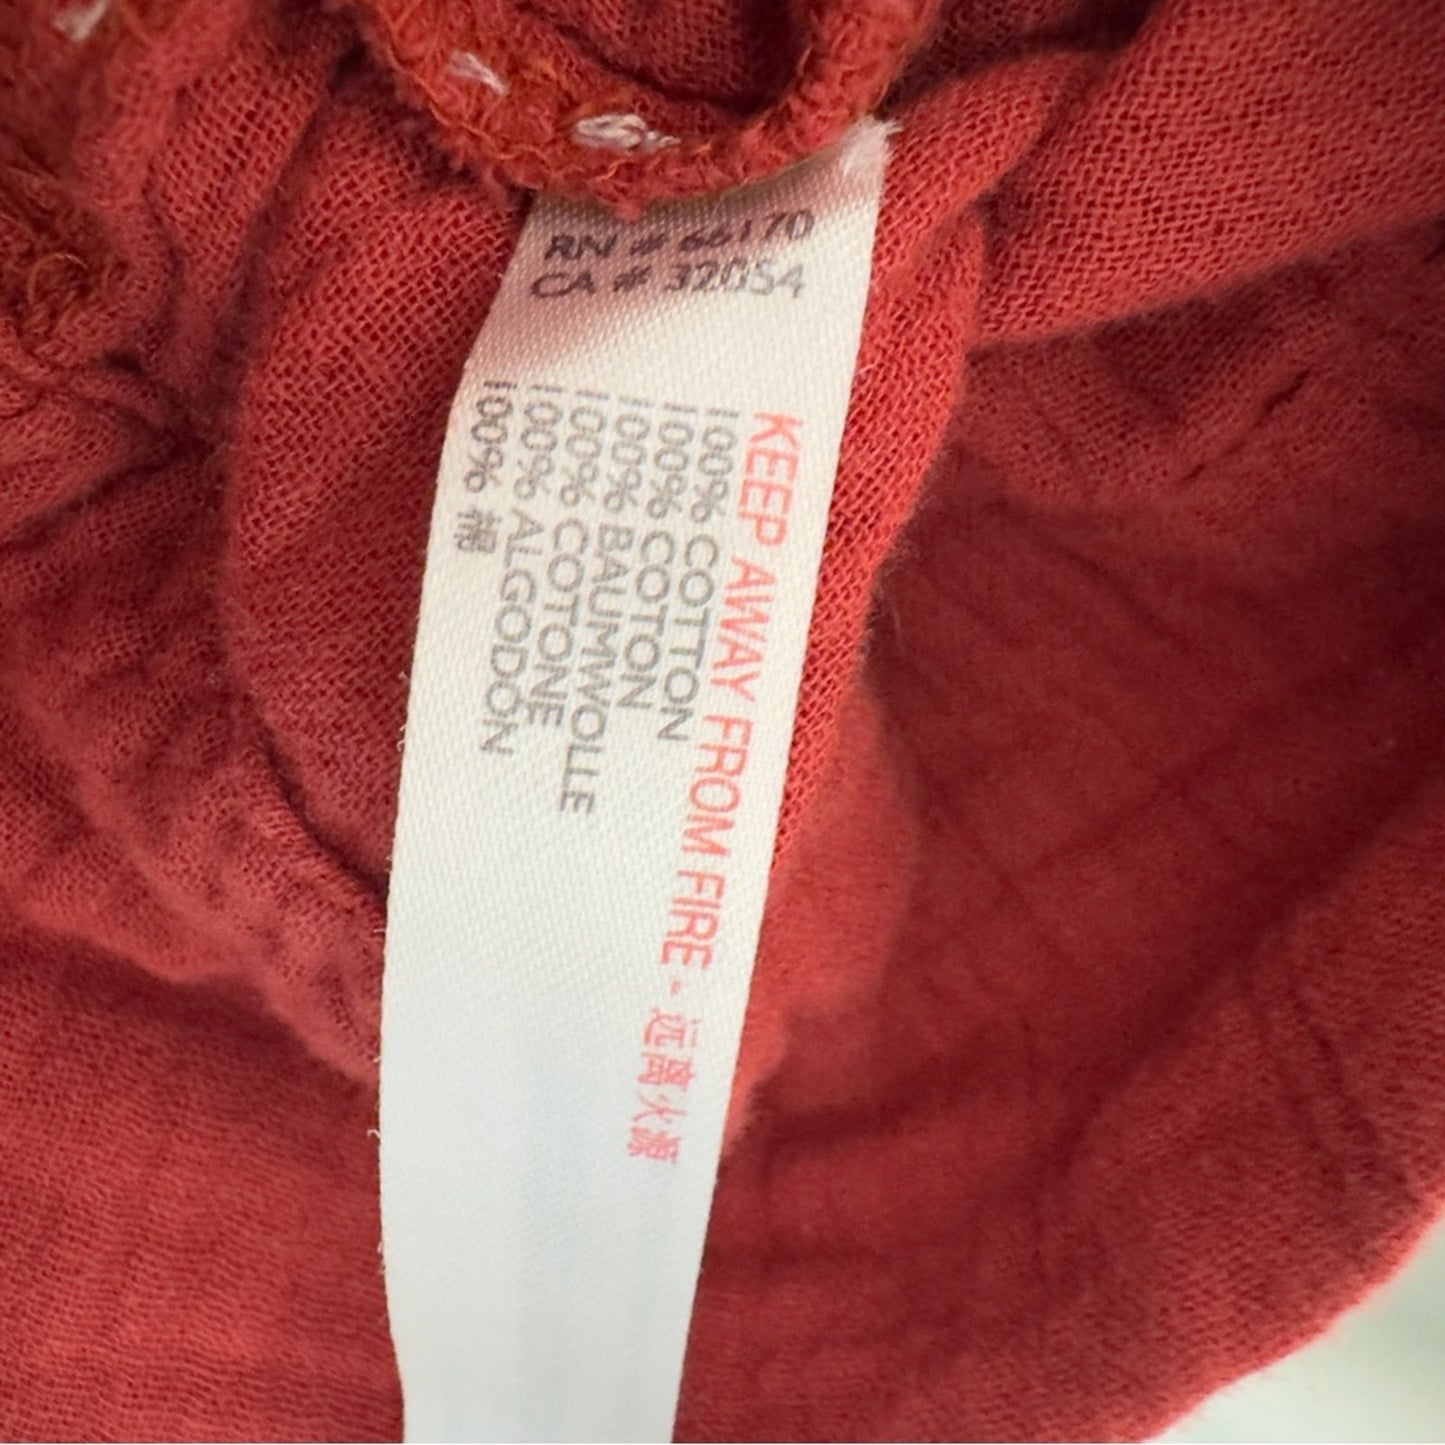 RN # 66170
CA # 32054
KEEP AWAY FROM FIRE - 远离火源
100% COTTON
100% COTON
100% BAUMWOLLE
100% COTONE
100% ALGODÓN
100% 棉